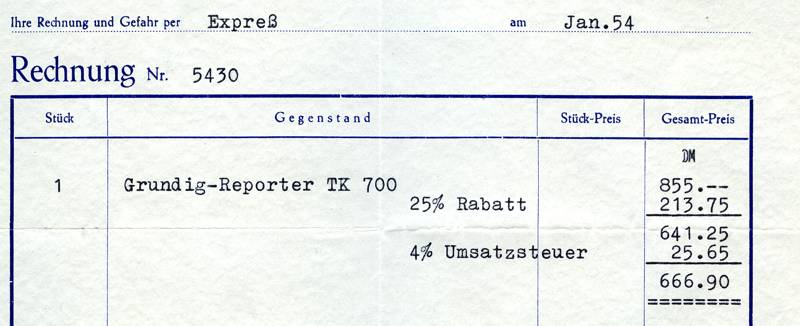 Ihre Rechnung und Gefahr per Expreß am Jan.54
Rechnung Nr. 5430
Stück Gegenstand Stück-Preis Gesamt-Preis
DM
1 Grundig-Reporter TK 700 855.--
25% Rabatt 213.75
641.25
4% Umsatzsteuer 25.65
666.90
========